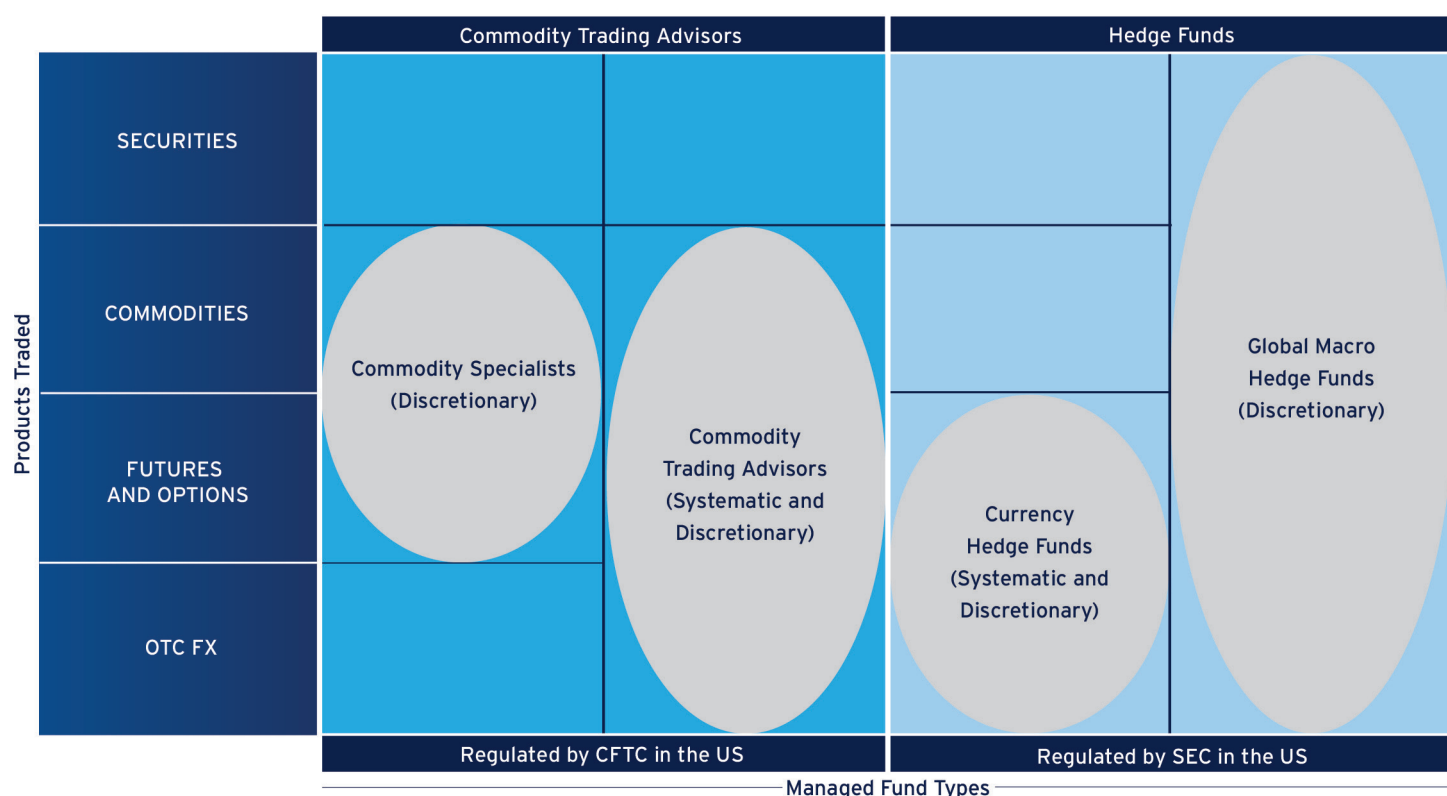 Commodity Trading Advisors
Hedge Funds
Products Traded
SECURITIES
COMMODITIES
FUTURES
AND OPTIONS
OTC FX
Commodity Specialists
(Discretionary)
Commodity
Trading Advisors
(Systematic and
Discretionary)
Currency
Hedge Funds
(Systematic and
Discretionary)
Global Macro
Hedge Funds
(Discretionary)
Regulated by CFTC in the US
Regulated by SEC in the US
Managed Fund Types